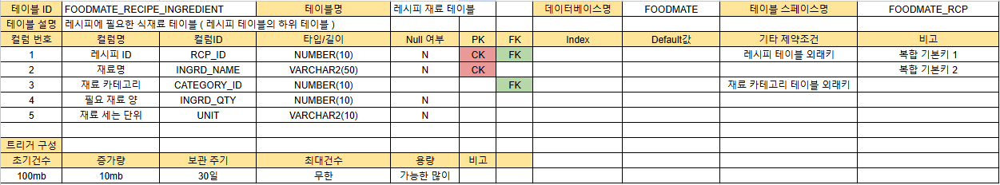 테이블 ID FOODMATE_RECIPE_INGREDIENT 테이블명 레시피 재료 테이블 데이터베이스명 FOODMATE 테이블 스페이스명 FOODMATE_RCP
테이블 설명 레시피에 필요한 식재료 테이블 ( 레시피 테이블의 하위 테이블 )
컬럼 번호 컬럼명 컬럼ID 타입/길이 Null 여부 PK FK Index Default값 기타 제약조건 비고
1 레시피 ID RCP_ID NUMBER(10) N CK FK 레시피 테이블 외래키 복합 기본키 1
2 재료명 INGRD_NAME VARCHAR2(50) N CK 복합 기본키 2
3 재료 카테고리 CATEGORY_ID NUMBER(10) FK 재료 카테고리 테이블 외래키
4 필요 재료 양 INGRD_QTY NUMBER(10) N
5 재료 세는 단위 UNIT VARCHAR2(10) N
트리거 구성
초기건수 증가량 보관 주기 최대건수 용량 비고
100mb 10mb 30일 무한 가능한 많이